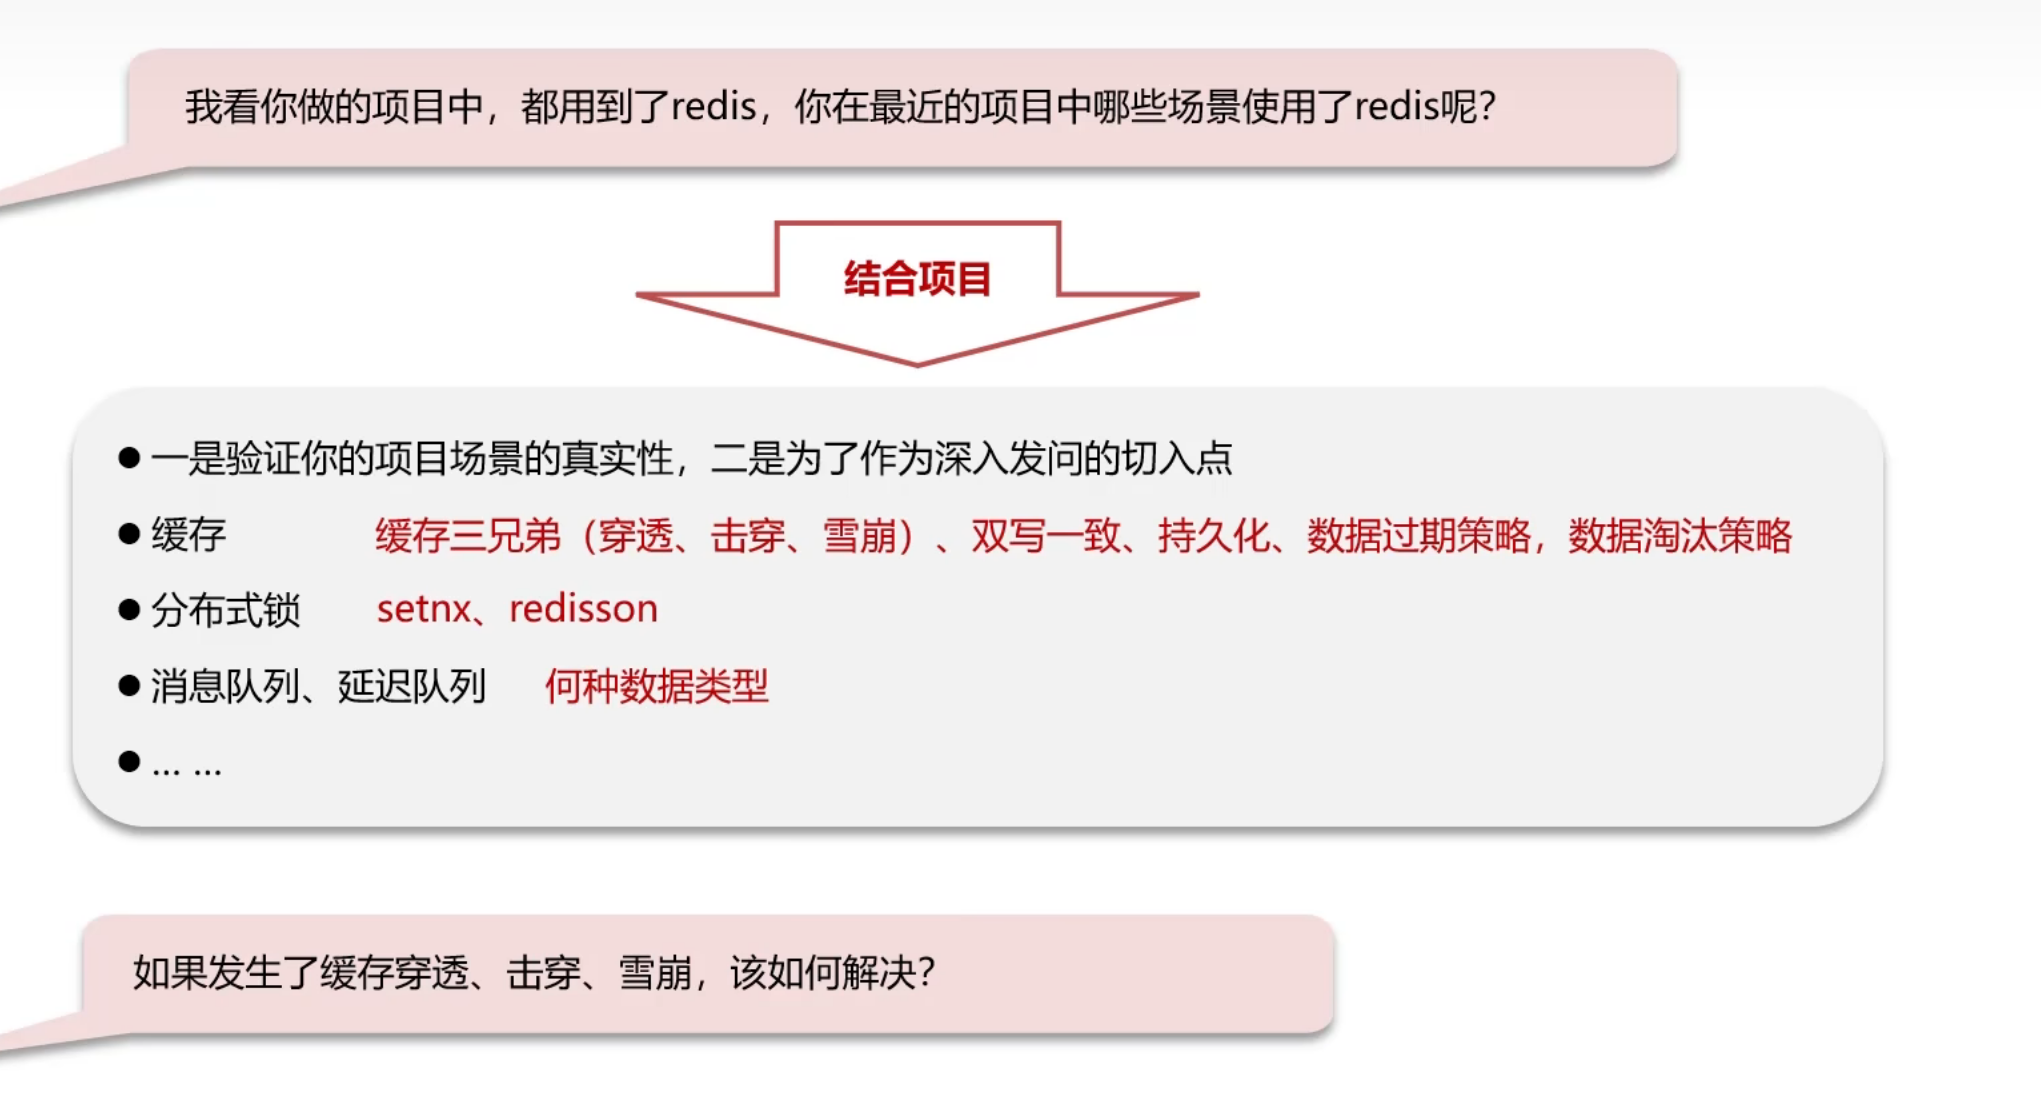 我看你做的项目中，都用到了redis，你在最近的项目中哪些场景使用了redis呢？
结合项目
● 一是验证你的项目场景的真实性，二是为了作为深入发问的切入点
● 缓存 缓存三兄弟（穿透、击穿、雪崩）、双写一致、持久化、数据过期策略，数据淘汰策略
● 分布式锁 setnx、redisson
● 消息队列、延迟队列 何种数据类型
● … …
如果发生了缓存穿透、击穿、雪崩，该如何解决？